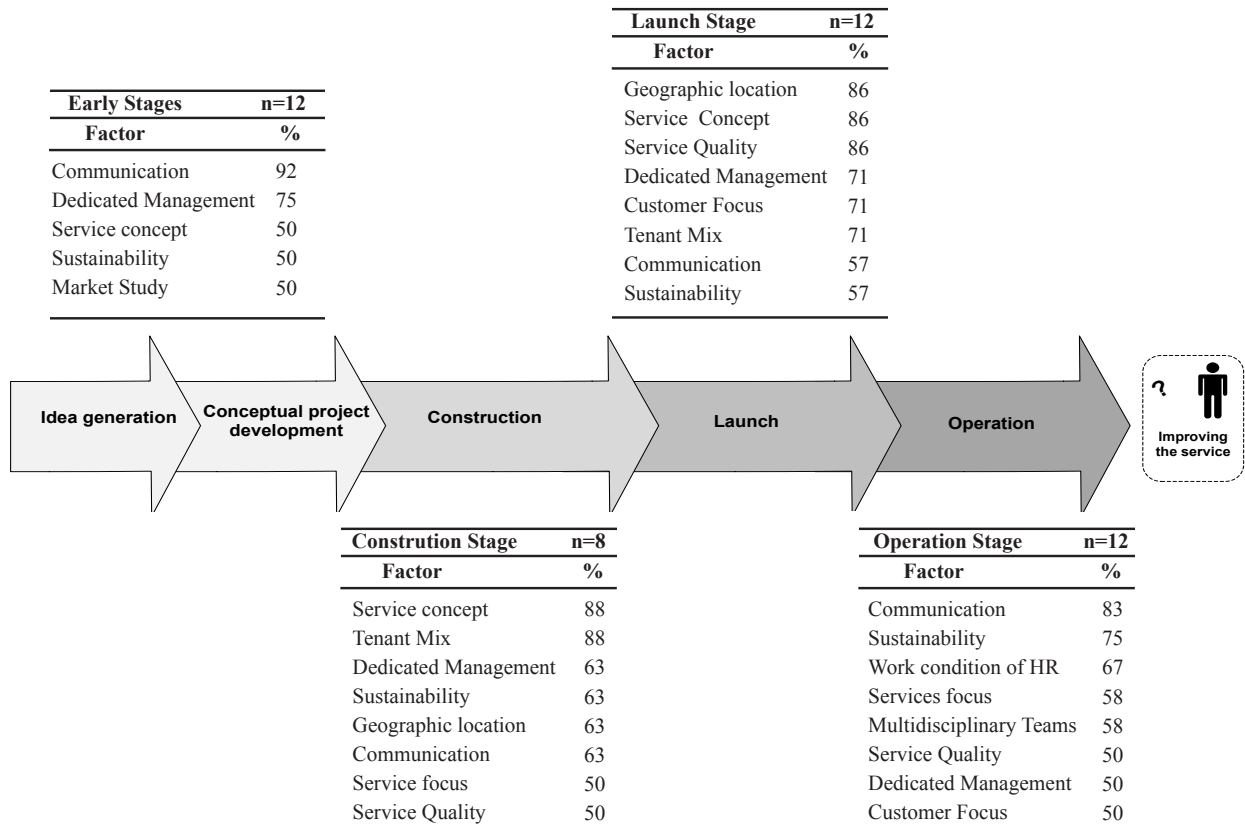 Launch Stage n=12
Factor %
Geographic location 86
Service Concept 86
Service Quality 86
Dedicated Management 71
Customer Focus 71
Tenant Mix 71
Communication 57
Sustainability 57
Early Stages n=12
Factor %
Communication 92
Dedicated Management 75
Service concept 50
Sustainability 50
Market Study 50
Idea generation
Conceptual project
development
Construction
Launch
Operation
?
Improving
the service
Constrution Stage n=8
Factor %
Service concept 88
Tenant Mix 88
Dedicated Management 63
Sustainability 63
Geographic location 63
Communication 63
Service focus 50
Service Quality 50
Operation Stage n=12
Factor %
Communication 83
Sustainability 75
Work condition of HR 67
Services focus 58
Multidisciplinary Teams 58
Service Quality 50
Dedicated Management 50
Customer Focus 50